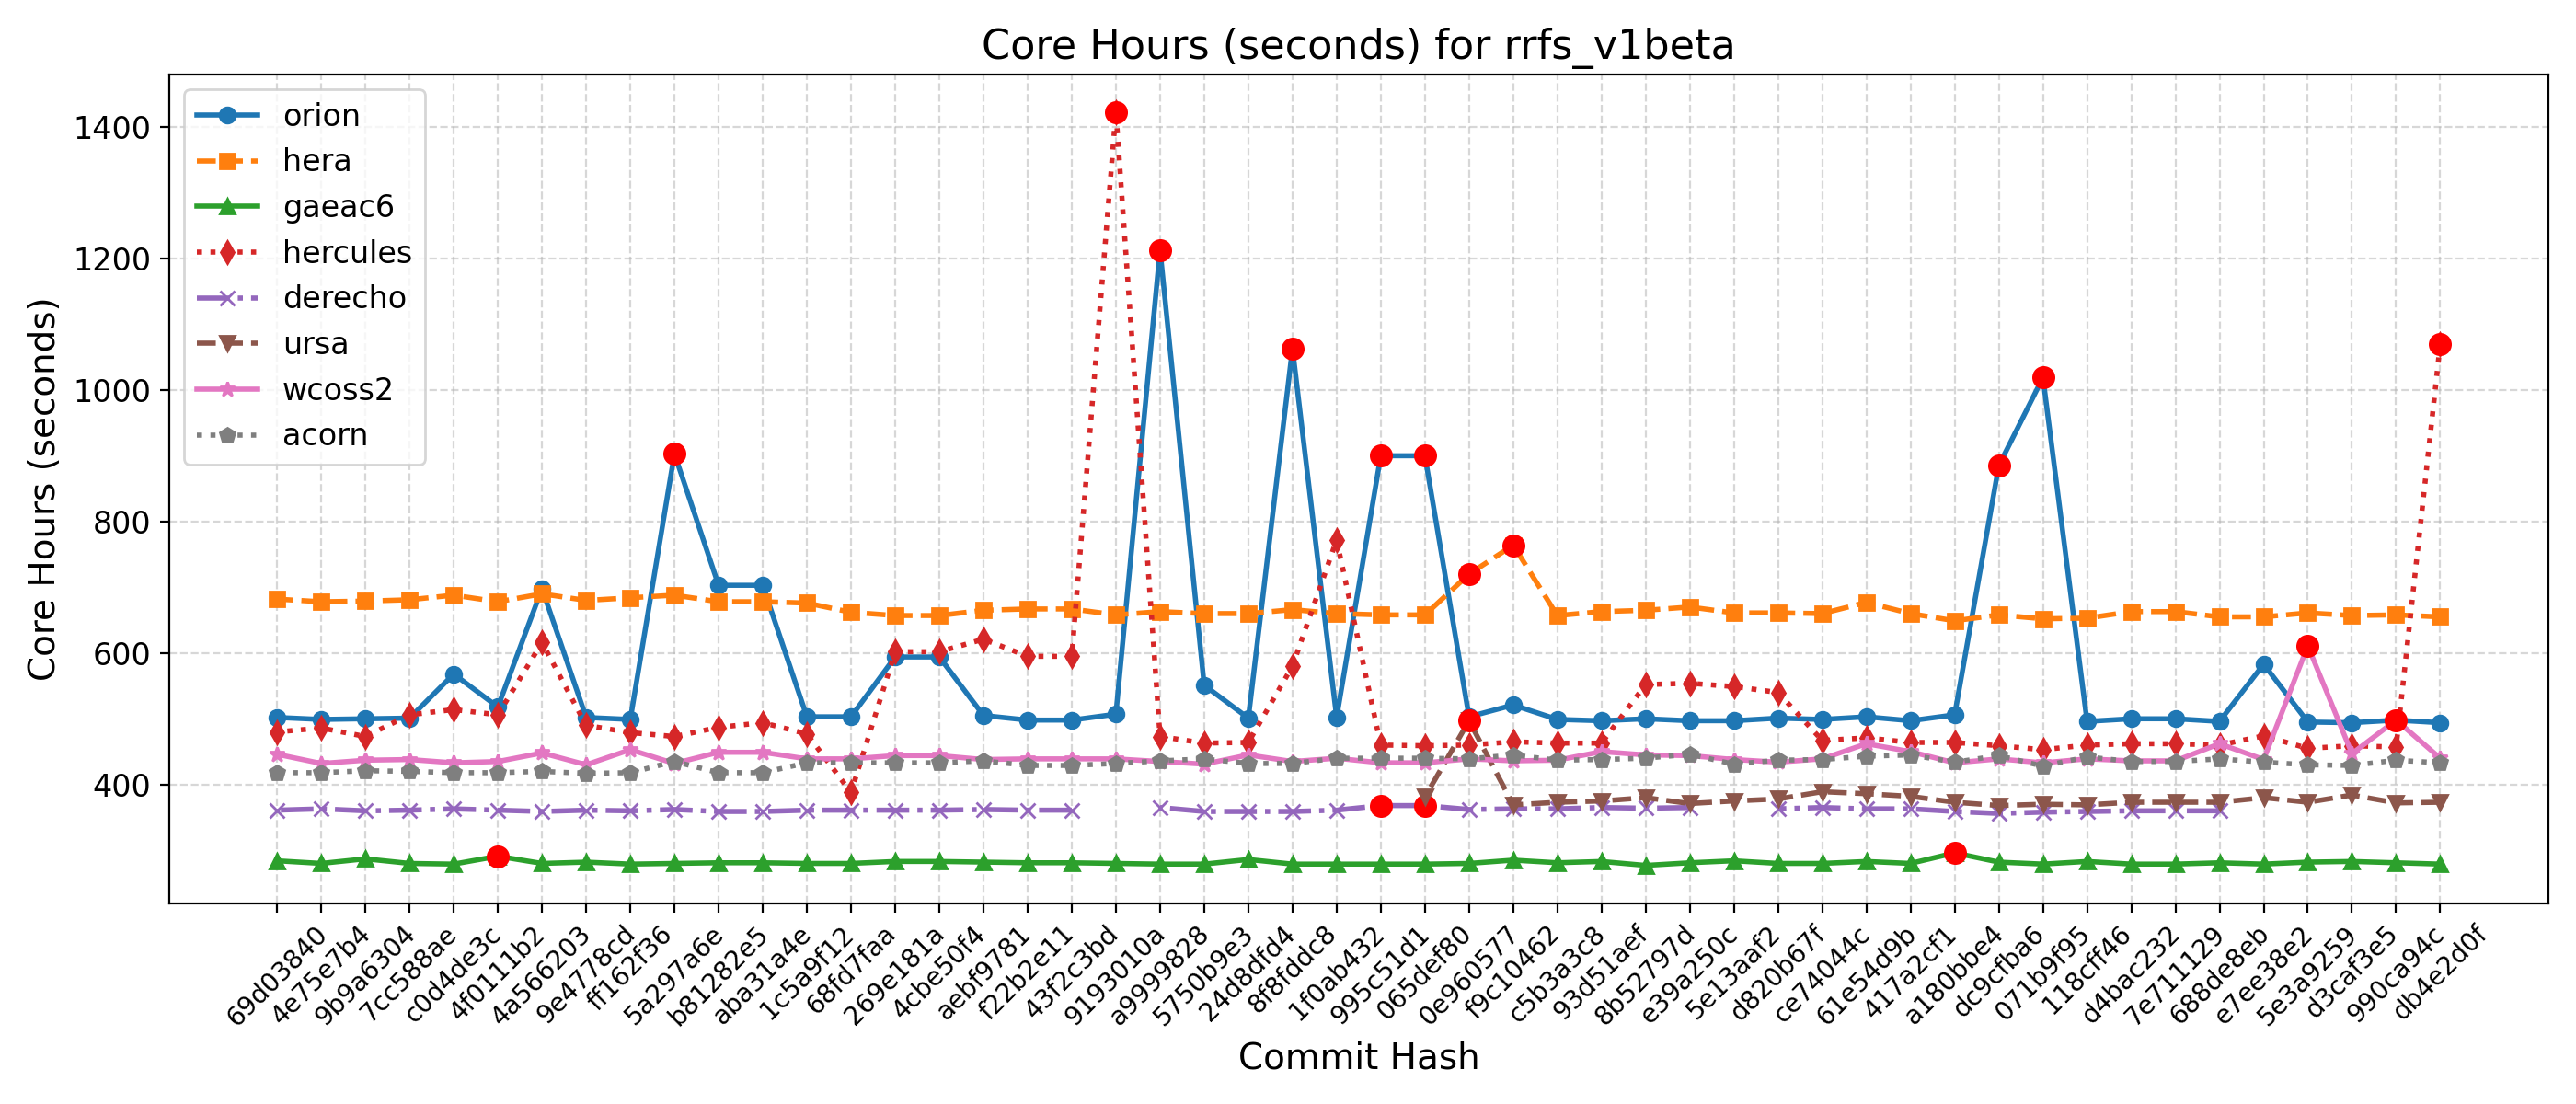 Core Hours (seconds) for rrfs_v1beta
Core Hours (seconds)
1400
1200
1000
800
600
400
orion
hera
gaeac6
hercules
derecho
ursa
wcoss2
acorn
69d03840
4e75e7b4
9b9a6304
7cc588ae
c0d4de3c
4f0111b2
4a566203
9e4778cd
ff162f36
5a297a6e
b81282e5
aba31a4e
1c5a9f12
68fd7faa
269e181a
4cbe50f4
aebf9781
f22b2e11
43f2c3bd
9193010a
a9999828
5750b9e3
24d8dfd4
8f8fddc8
1f0ab432
995c51d1
065def80
0e960577
f9c10462
c5b3a3c8
93d51aef
8b52797d
e39a250c
5e13aaf2
d820b67f
ce74044c
61e54d9b
417a2cf1
a180bbe4
dc9cfba6
071b9f95
118cff46
d4bac232
7e711129
688de8eb
e7ee38e2
5e3a9259
d3caf3e5
990ca94c
db4e2d0f
Commit Hash